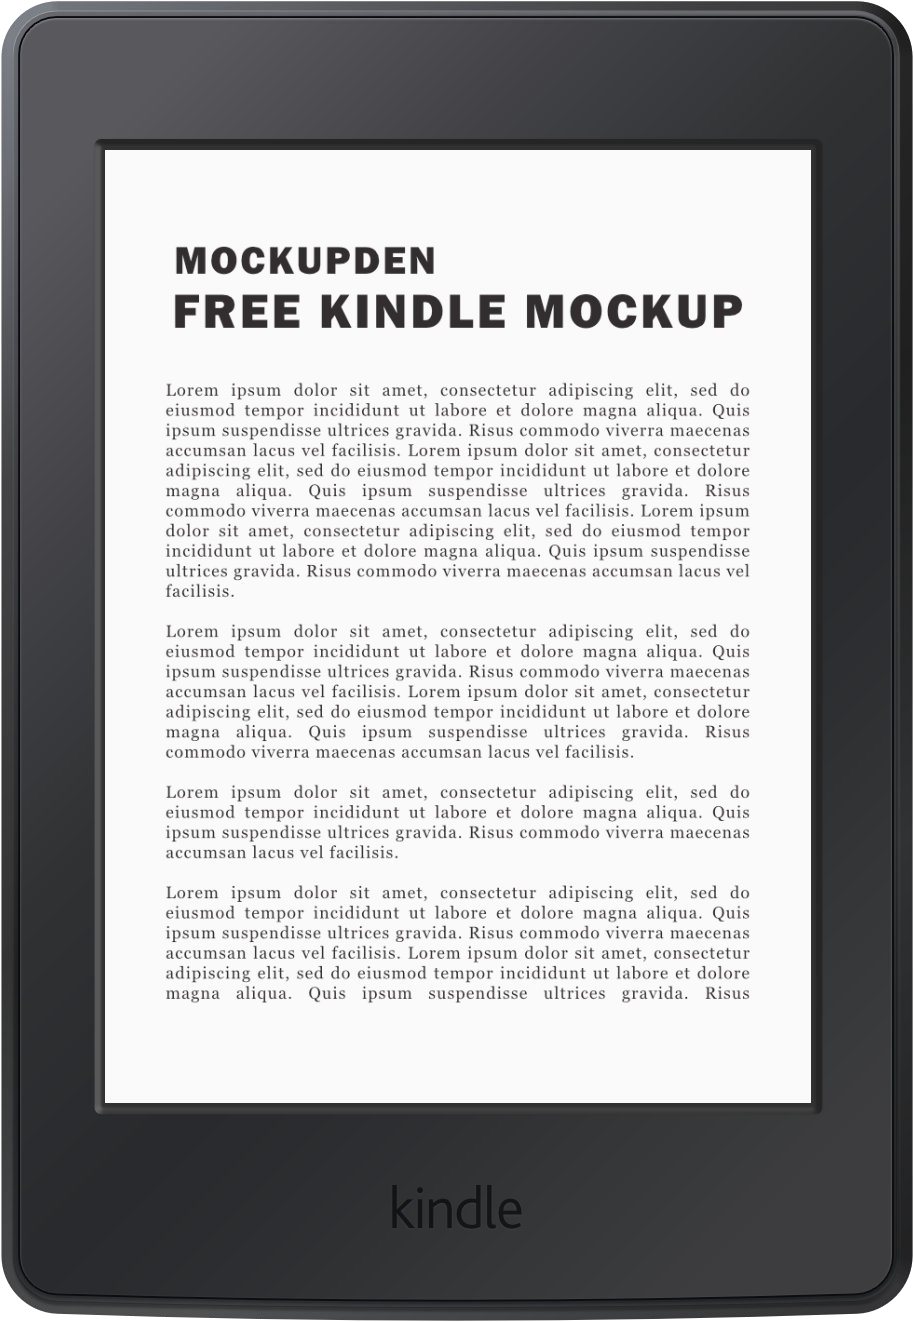 MOCKUPDEN
FREE KINDLE MOCKUP
Lorem ipsum dolor sit amet, consectetur adipiscing elit, sed do
eiusmod tempor incididunt ut labore et dolore magna aliqua. Quis
ipsum suspendisse ultrices gravida. Risus commodo viverra maecenas
accumsan lacus vel facilisis. Lorem ipsum dolor sit amet, consectetur
adipiscing elit, sed do eiusmod tempor incididunt ut labore et dolore
magna aliqua. Quis ipsum suspendisse ultrices gravida. Risus
commodo viverra maecenas accumsan lacus vel facilisis. Lorem ipsum
dolor sit amet, consectetur adipiscing elit, sed do eiusmod tempor
incididunt ut labore et dolore magna aliqua. Quis ipsum suspendisse
ultrices gravida. Risus commodo viverra maecenas accumsan lacus vel
facilisis.
Lorem ipsum dolor sit amet, consectetur adipiscing elit, sed do
eiusmod tempor incididunt ut labore et dolore magna aliqua. Quis
ipsum suspendisse ultrices gravida. Risus commodo viverra maecenas
accumsan lacus vel facilisis. Lorem ipsum dolor sit amet, consectetur
adipiscing elit, sed do eiusmod tempor incididunt ut labore et dolore
magna aliqua. Quis ipsum suspendisse ultrices gravida. Risus
commodo viverra maecenas accumsan lacus vel facilisis.
Lorem ipsum dolor sit amet, consectetur adipiscing elit, sed do
eiusmod tempor incididunt ut labore et dolore magna aliqua. Quis
ipsum suspendisse ultrices gravida. Risus commodo viverra maecenas
accumsan lacus vel facilisis.
Lorem ipsum dolor sit amet, consectetur adipiscing elit, sed do
eiusmod tempor incididunt ut labore et dolore magna aliqua. Quis
ipsum suspendisse ultrices gravida. Risus commodo viverra maecenas
accumsan lacus vel facilisis. Lorem ipsum dolor sit amet, consectetur
adipiscing elit, sed do eiusmod tempor incididunt ut labore et dolore
magna aliqua. Quis ipsum suspendisse ultrices gravida. Risus
kindle